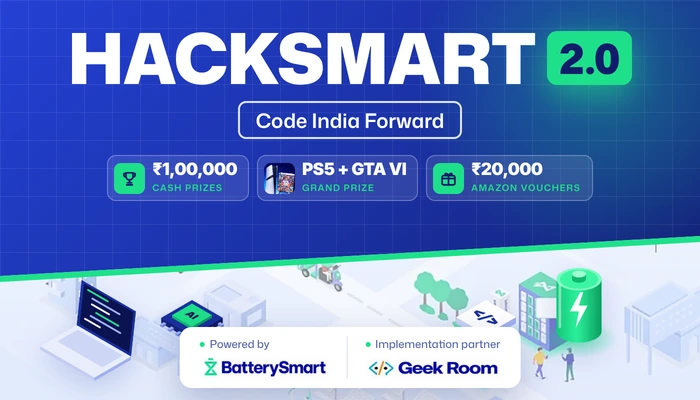 HACKSMART 2.0
Code India Forward
₹1,00,000
CASH PRIZES
PS5 + GTA VI
GRAND PRIZE
₹20,000
AMAZON VOUCHERS
AI
</>
Powered by
BatterySmart
Implementation partner
Geek Room